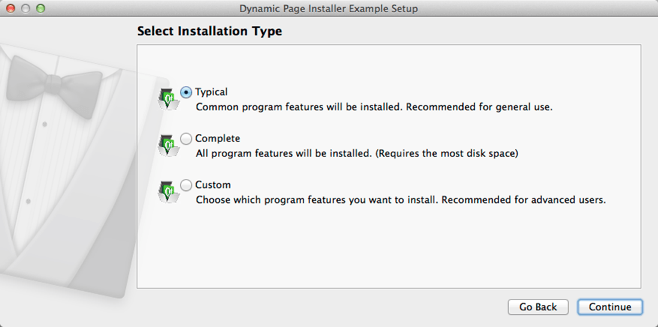 Dynamic Page Installer Example Setup
Select Installation Type
Typical
Common program features will be installed. Recommended for general use.
Complete
All program features will be installed. (Requires the most disk space)
Custom
Choose which program features you want to install. Recommended for advanced users.
Go Back
Continue